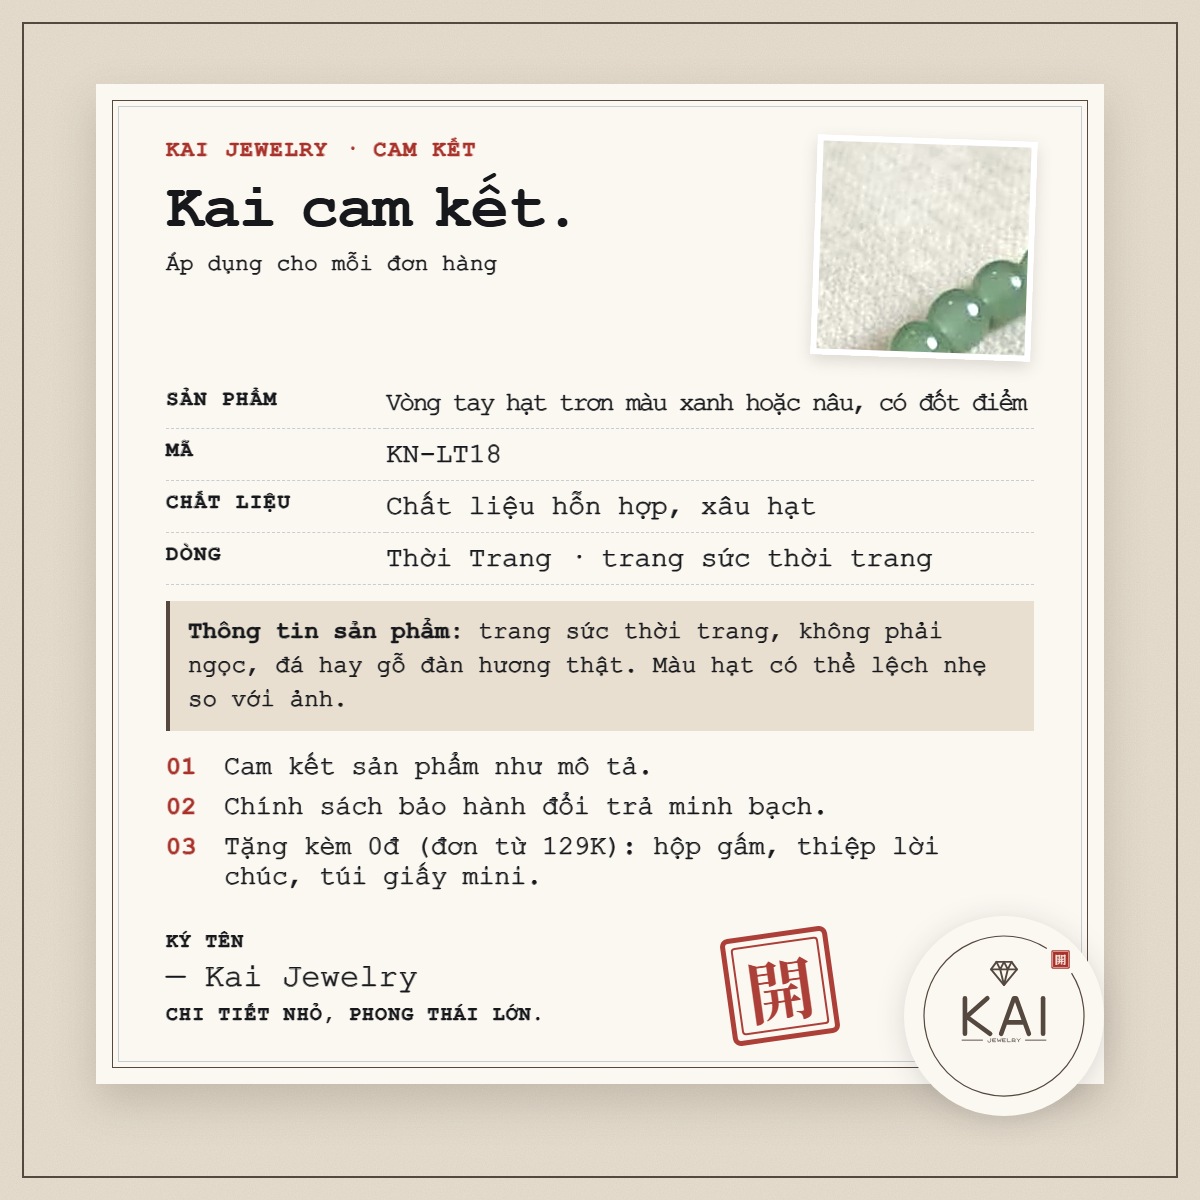 KAI JEWELRY · CAM KẾT
Kai cam kết.
Áp dụng cho mỗi đơn hàng
SẢN PHẨM Vòng tay hạt trơn màu xanh hoặc nâu, có đốt điểm
MÃ KN-LT18
CHẤT LIỆU Chất liệu hỗn hợp, xâu hạt
DÒNG Thời Trang · trang sức thời trang
Thông tin sản phẩm: trang sức thời trang, không phải
ngọc, đá hay gỗ đàn hương thật. Màu hạt có thể lệch nhẹ
so với ảnh.
01 Cam kết sản phẩm như mô tả.
02 Chính sách bảo hành đổi trả minh bạch.
03 Tặng kèm 0đ (đơn từ 129K): hộp gấm, thiệp lời
chúc, túi giấy mini.
KÝ TÊN
— Kai Jewelry
CHI TIẾT NHỎ, PHONG THÁI LỚN.
開
開
KAI
JEWELRY